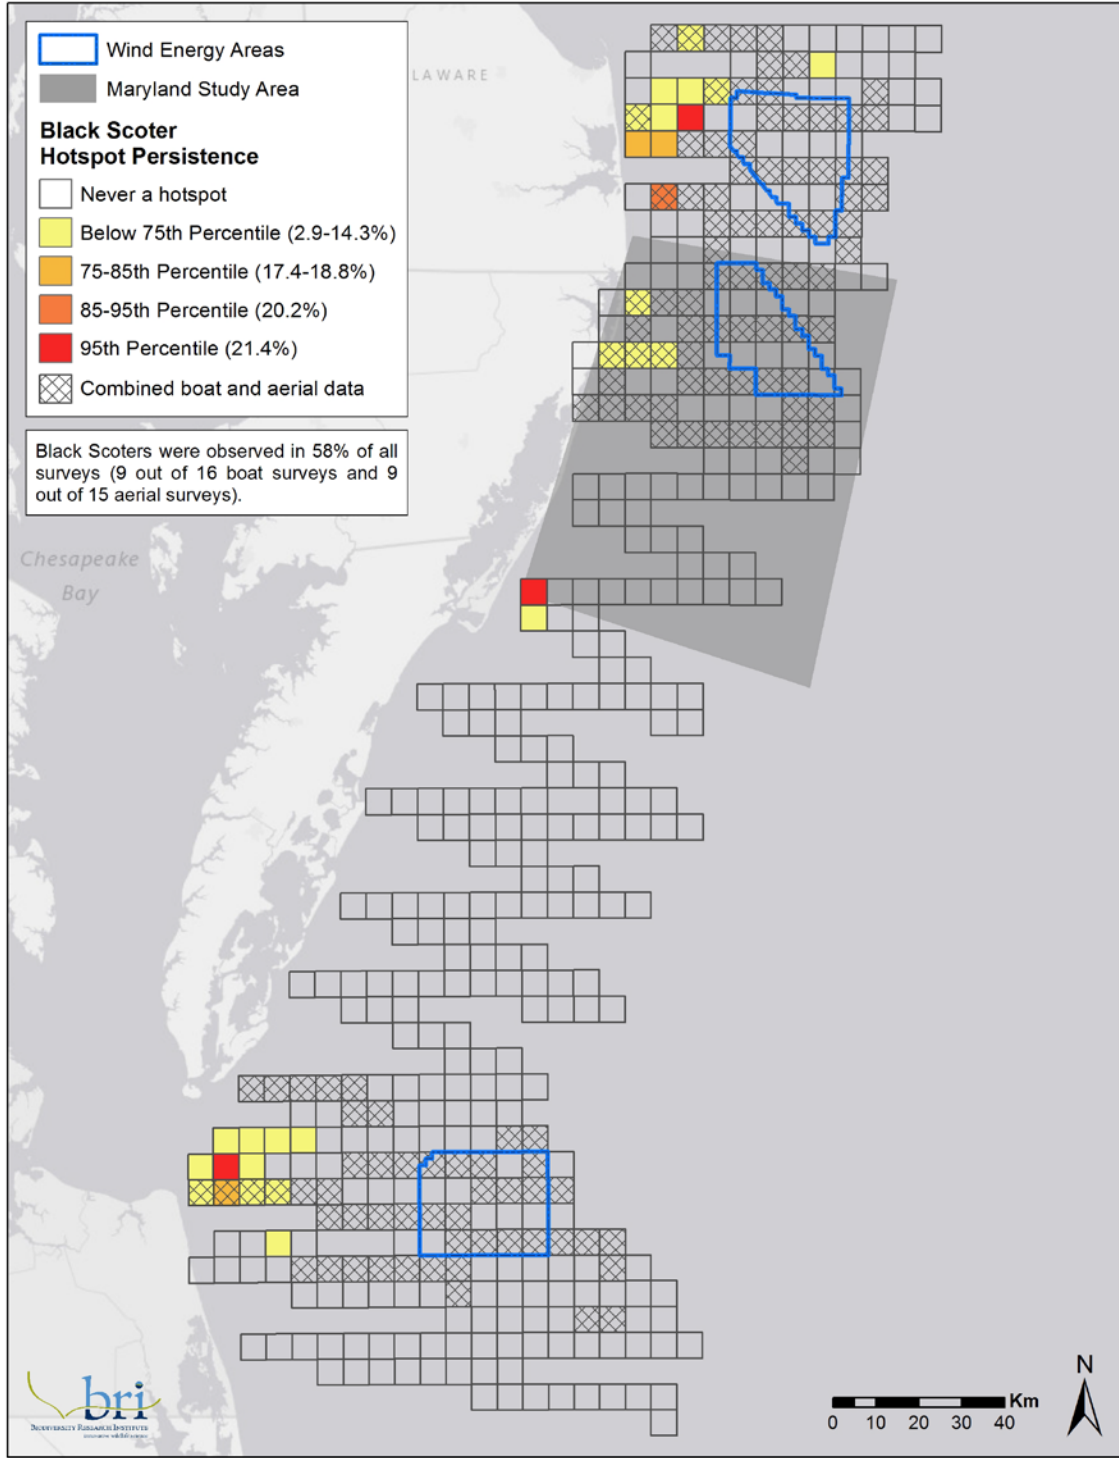 Wind Energy Areas
Maryland Study Area
Black Scoter
Hotspot Persistence
Never a hotspot
Below 75th Percentile (2.9-14.3%)
75-85th Percentile (17.4-18.8%)
85-95th Percentile (20.2%)
95th Percentile (21.4%)
Combined boat and aerial data
Black Scoters were observed in 58% of all
surveys (9 out of 16 boat surveys and 9
out of 15 aerial surveys).
LAWARE
Chesapeake
Bay
bri
BIODIVERSITY RESEARCH INSTITUTE
N
Km
0 10 20 30 40